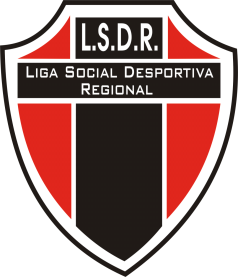 L.S.D.R.
LIGA SOCIAL DESPORTIVA
REGIONAL